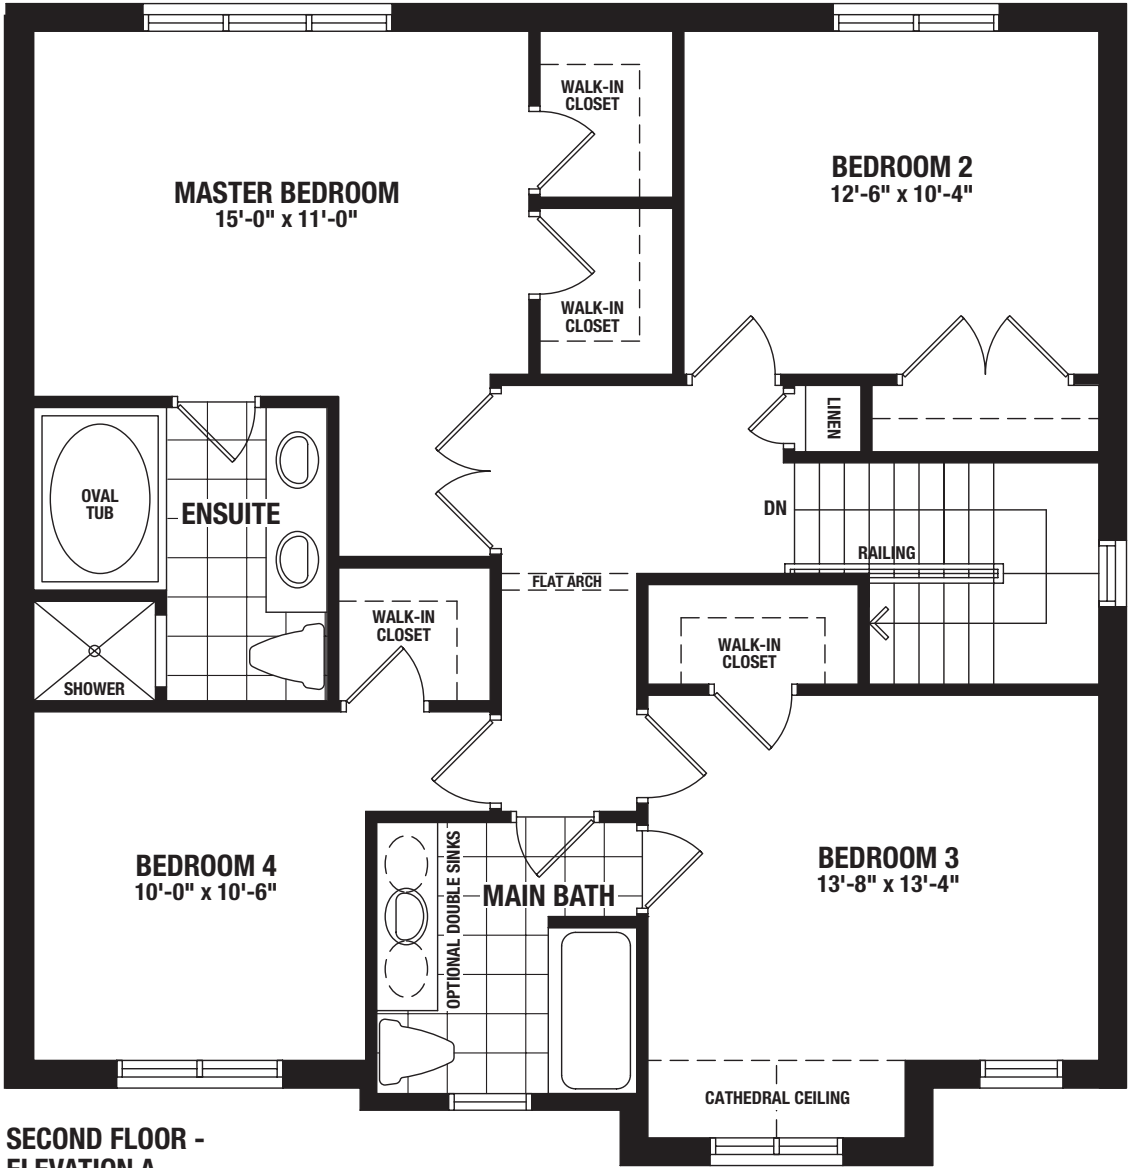 WALK-IN
CLOSET
MASTER BEDROOM
15'-0" x 11'-0"
BEDROOM 2
12'-6" x 10'-4"
WALK-IN
CLOSET
LINEN
OVAL
TUB
ENSUITE
DN
RAILING
FLAT ARCH
WALK-IN
CLOSET
WALK-IN
CLOSET
SHOWER
BEDROOM 4
10'-0" x 10'-6"
OPTIONAL DOUBLE SINKS
MAIN BATH
BEDROOM 3
13'-8" x 13'-4"
CATHEDRAL CEILING
SECOND FLOOR -
ELEVATION A